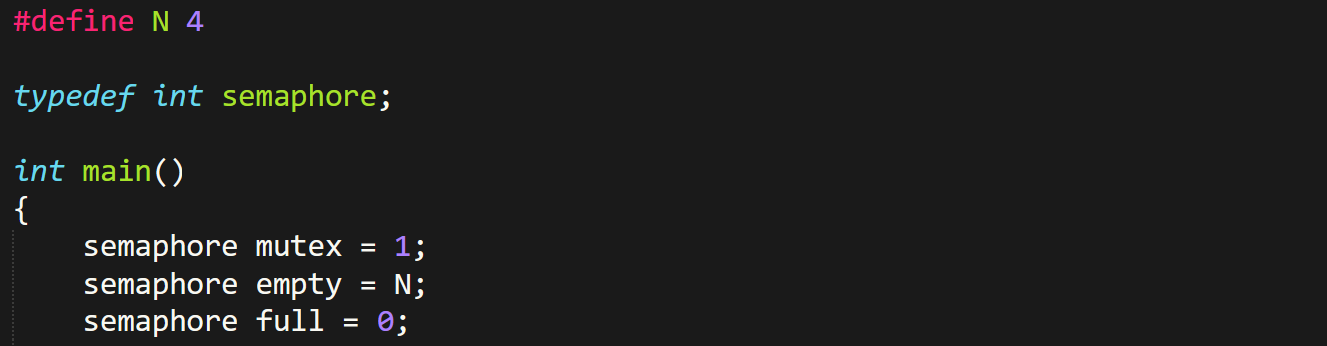 #define N 4
typedef int semaphore;
int main()
{
semaphore mutex = 1;
semaphore empty = N;
semaphore full = 0;